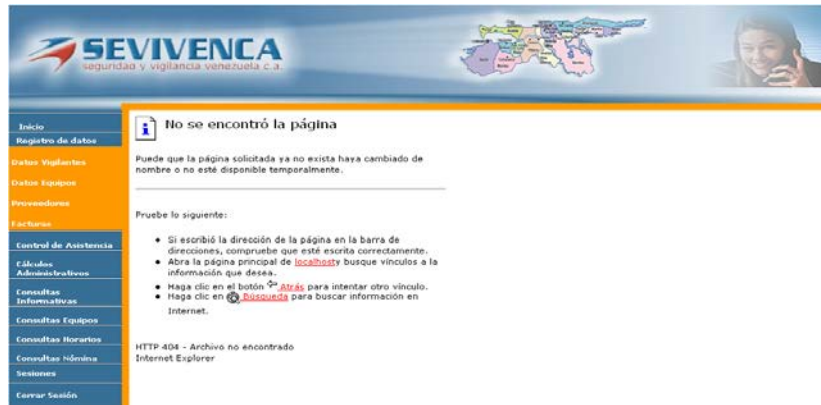 SEVIVENCA
seguridad y vigilancia venezuela c.a.
Inicio
Registro de datos
Datos Vigilantes
Datos Equipos
Proveedores
Facturas
Control de Asistencia
Cálculos
Administrativos
Consultas
Informativas
Consultas Equipos
Consultas Horarios
Consultas Nómina
Sesiones
Cerrar Sesión
No se encontró la página
Puede que la página solicitada ya no exista haya cambiado de
nombre o no esté disponible temporalmente.
Pruebe lo siguiente:
Si escribió la dirección de la página en la barra de
direcciones, compruebe que esté escrita correctamente.
Abra la página principal de localhosty busque vínculos a la
información que desea.
Haga clic en el botón Atrás para intentar otro vínculo.
Haga clic en Búsqueda para buscar información en
Internet.
HTTP 404 - Archivo no encontrado
Internet Explorer